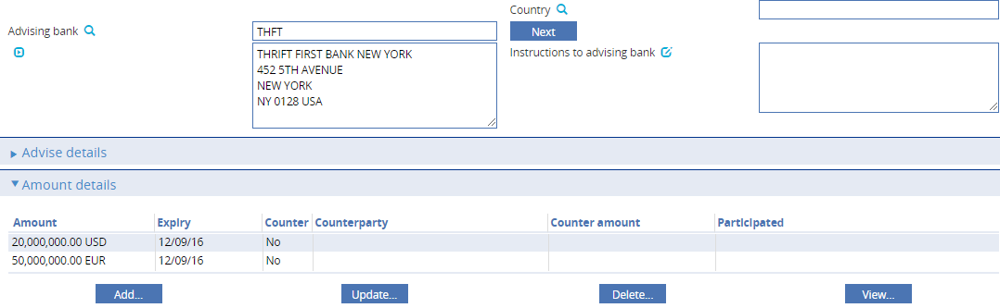 Country
Advising bank THFT Next
Instructions to advising bank
THRIFT FIRST BANK NEW YORK
452 5TH AVENUE
NEW YORK
NY 0128 USA
Advise details
Amount details
Amount Expiry Counter Counterparty Counter amount Participated
20,000,000.00 USD 12/09/16 No
50,000,000.00 EUR 12/09/16 No
Add... Update... Delete... View...